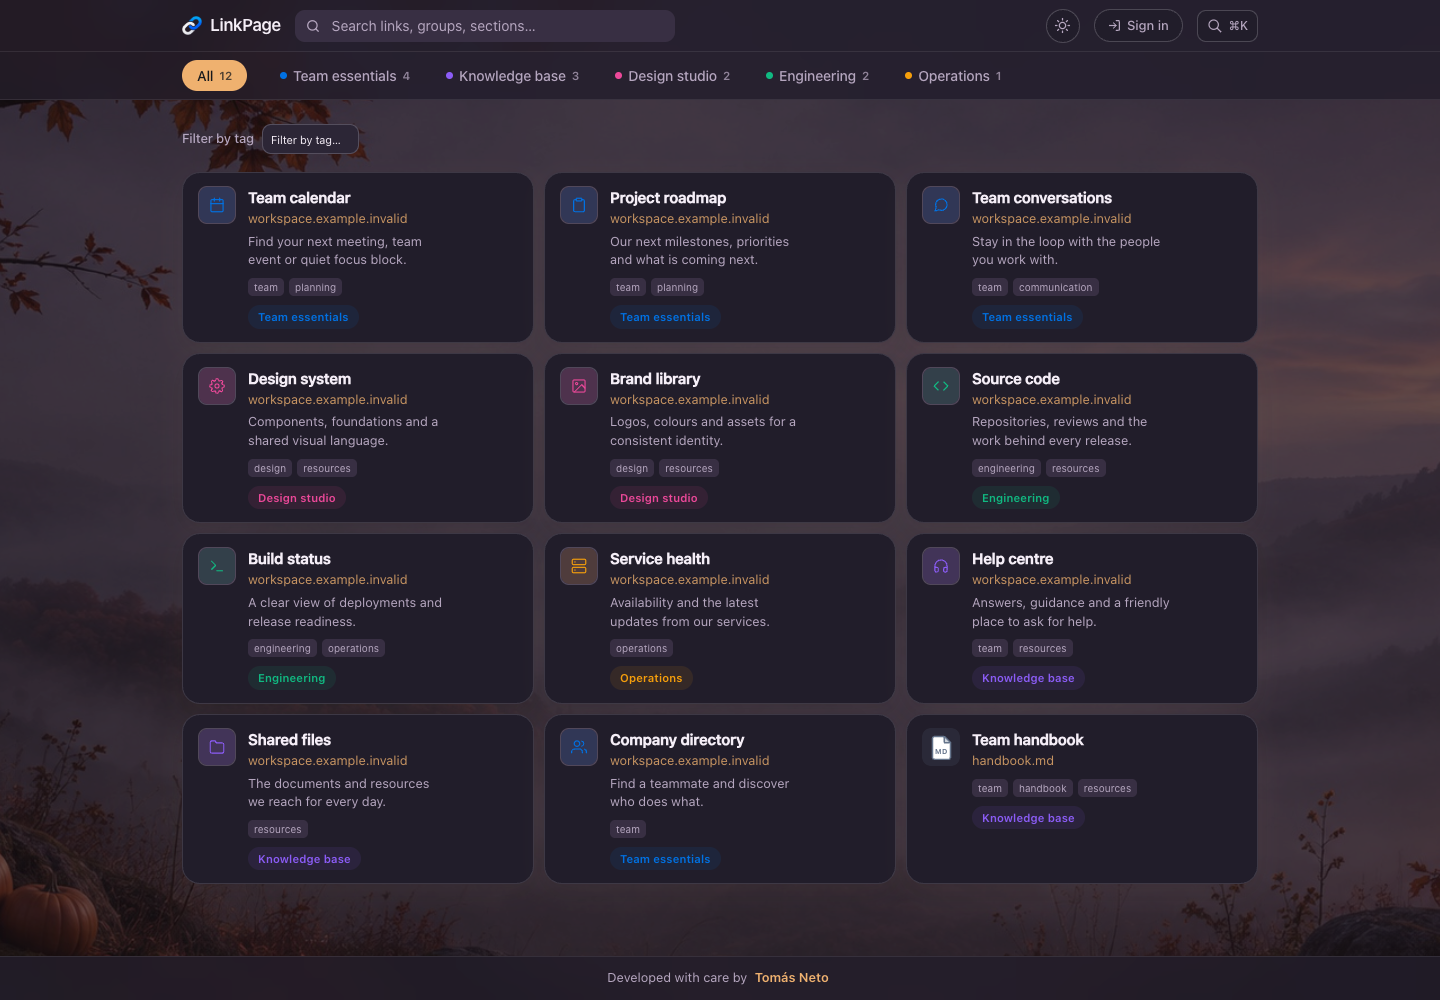 LinkPage
Search links, groups, sections...
Sign in
⌘K
All 12
Team essentials 4
Knowledge base 3
Design studio 2
Engineering 2
Operations 1
Filter by tag
Filter by tag...
Team calendar
workspace.example.invalid
Find your next meeting, team
event or quiet focus block.
team planning
Team essentials
Project roadmap
workspace.example.invalid
Our next milestones, priorities
and what is coming next.
team planning
Team essentials
Team conversations
workspace.example.invalid
Stay in the loop with the people
you work with.
team communication
Team essentials
Design system
workspace.example.invalid
Components, foundations and a
shared visual language.
design resources
Design studio
Brand library
workspace.example.invalid
Logos, colours and assets for a
consistent identity.
design resources
Design studio
Source code
workspace.example.invalid
Repositories, reviews and the
work behind every release.
engineering resources
Engineering
Build status
workspace.example.invalid
A clear view of deployments and
release readiness.
engineering operations
Engineering
Service health
workspace.example.invalid
Availability and the latest
updates from our services.
operations
Operations
Help centre
workspace.example.invalid
Answers, guidance and a friendly
place to ask for help.
team resources
Knowledge base
Shared files
workspace.example.invalid
The documents and resources
we reach for every day.
resources
Knowledge base
Company directory
workspace.example.invalid
Find a teammate and discover
who does what.
team
Team essentials
MD
Team handbook
handbook.md
team handbook resources
Knowledge base
Developed with care by Tomás Neto